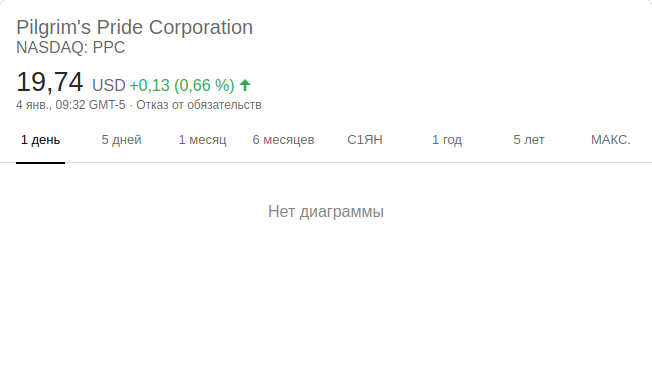 Pilgrim's Pride Corporation
NASDAQ: PPC
19,74 USD +0,13 (0,66 %) ↑
4 янв., 09:32 GMT-5 · Отказ от обязательств
1 день 5 дней 1 месяц 6 месяцев С1ЯН 1 год 5 лет МАКС.
Нет диаграммы